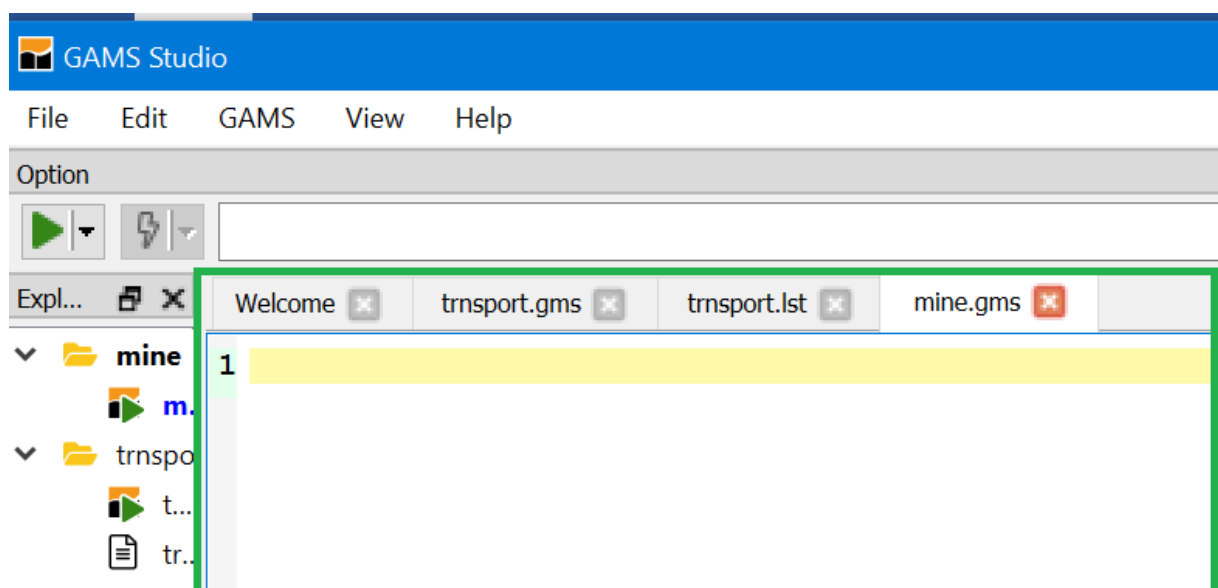 GAMS Studio
File Edit GAMS View Help
Option
Expl... Welcome trnsport.gms trnsport.lst mine.gms
mine 1
m.
trnspo
t...
tr..